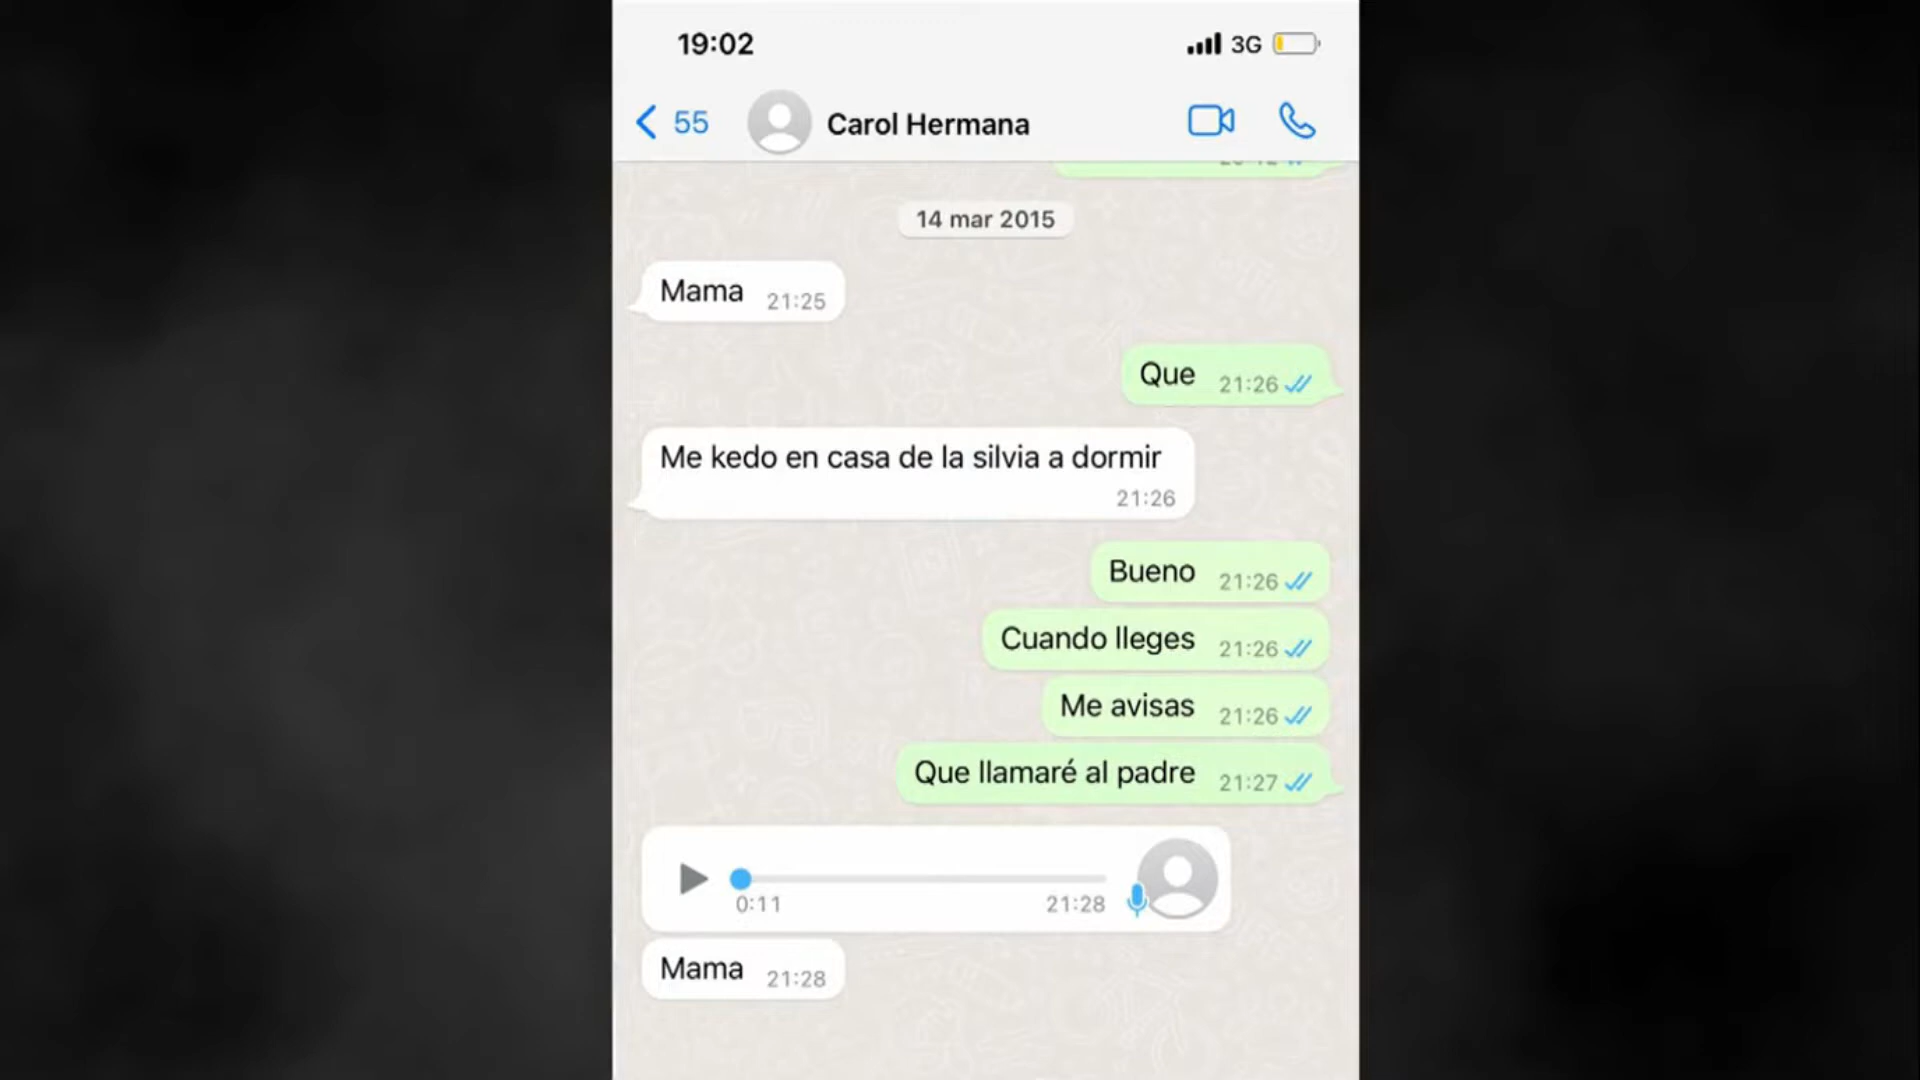 19:02
3G
55
Carol Hermana
14 mar 2015
Mama 21:25
Que 21:26
Me kedo en casa de la silvia a dormir
21:26
Bueno 21:26
Cuando lleges 21:26
Me avisas 21:26
Que llamaré al padre 21:27
0:11 21:28
Mama 21:28